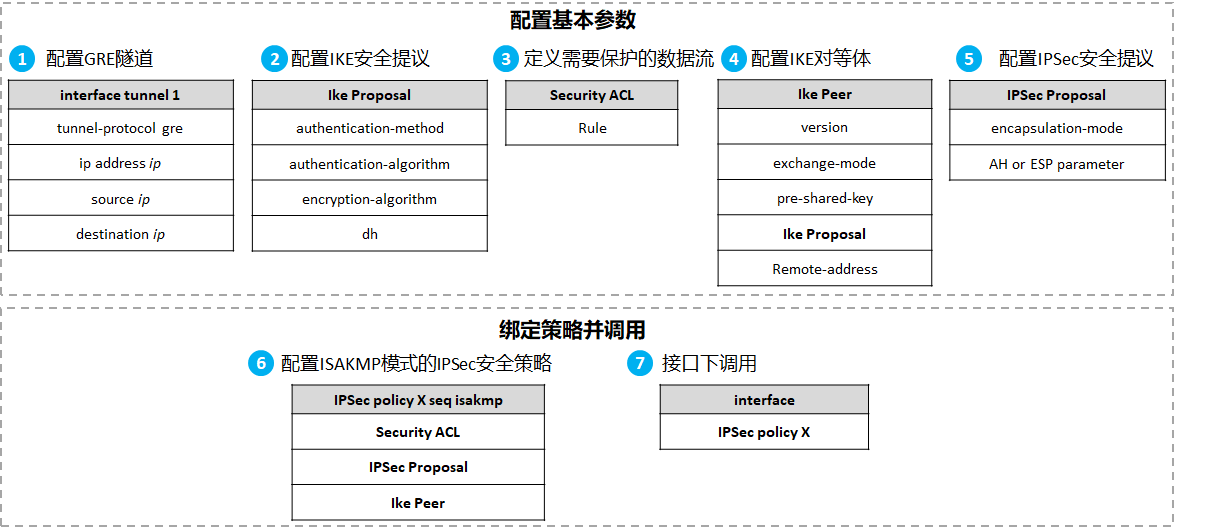 配置基本参数
1 配置GRE隧道
interface tunnel 1
tunnel-protocol gre
ip address ip
source ip
destination ip
2 配置IKE安全提议
Ike Proposal
authentication-method
authentication-algorithm
encryption-algorithm
dh
3 定义需要保护的数据流
Security ACL
Rule
4 配置IKE对等体
Ike Peer
version
exchange-mode
pre-shared-key
Ike Proposal
Remote-address
5 配置IPSec安全提议
IPSec Proposal
encapsulation-mode
AH or ESP parameter
绑定策略并调用
6 配置ISAKMP模式的IPSec安全策略
IPSec policy X seq isakmp
Security ACL
IPSec Proposal
Ike Peer
7 接口下调用
interface
IPSec policy X